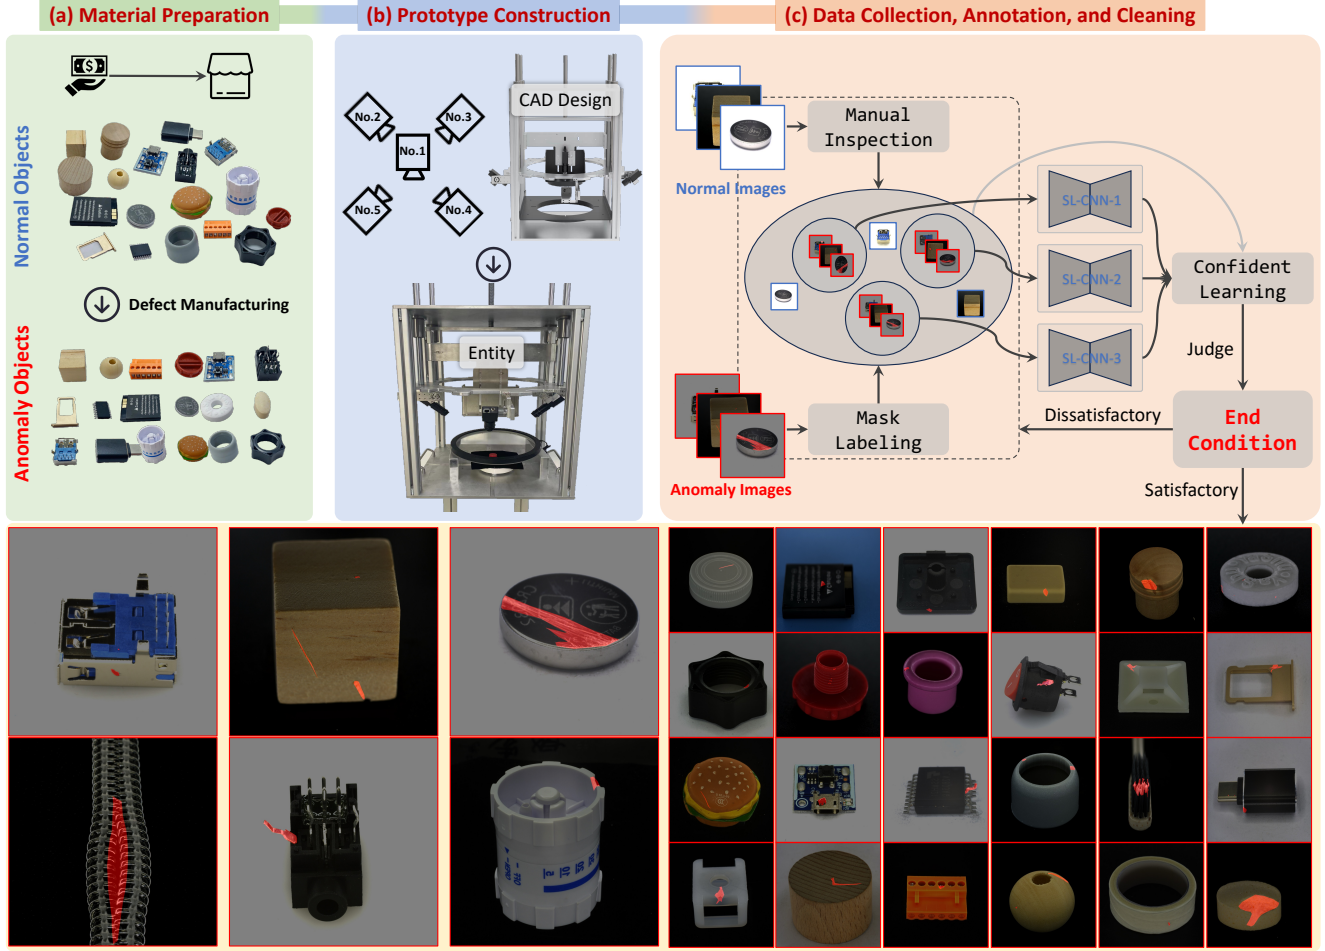 (a) Material Preparation
(b) Prototype Construction
(c) Data Collection, Annotation, and Cleaning
$
Normal Objects
Defect Manufacturing
Anomaly Objects
No.2
No.3
No.1
No.5
No.4
CAD Design
Entity
Normal Images
Manual
Inspection
SL-CNN-1
SL-CNN-2
SL-CNN-3
Confident
Learning
Judge
Mask
Labeling
Anomaly Images
Dissatisfactory
End
Condition
Satisfactory